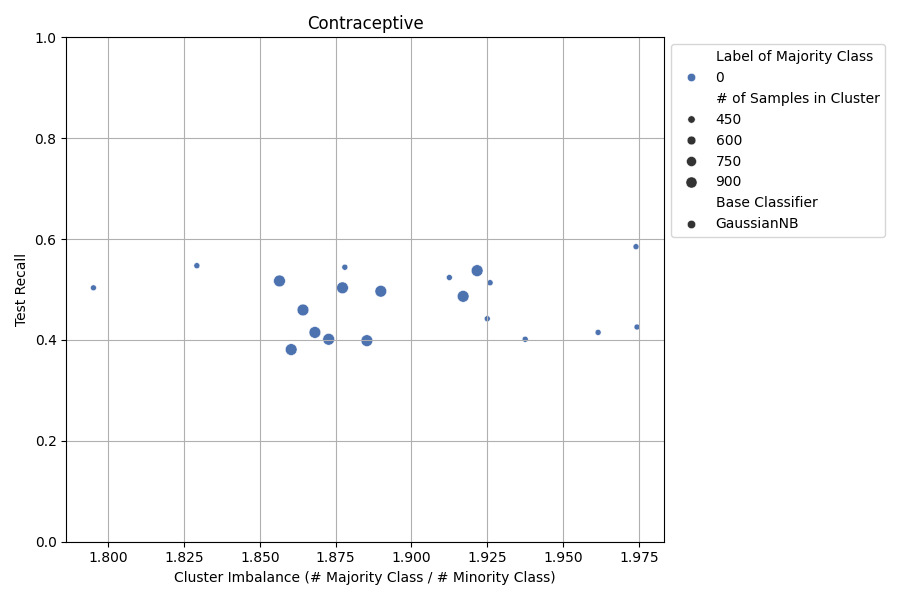 Contraceptive
1.0
0.8
0.6
0.4
0.2
0.0
Test Recall
1.800
1.825
1.850
1.875
1.900
1.925
1.950
1.975
Cluster Imbalance (# Majority Class / # Minority Class)
Label of Majority Class
0
# of Samples in Cluster
450
600
750
900
Base Classifier
GaussianNB